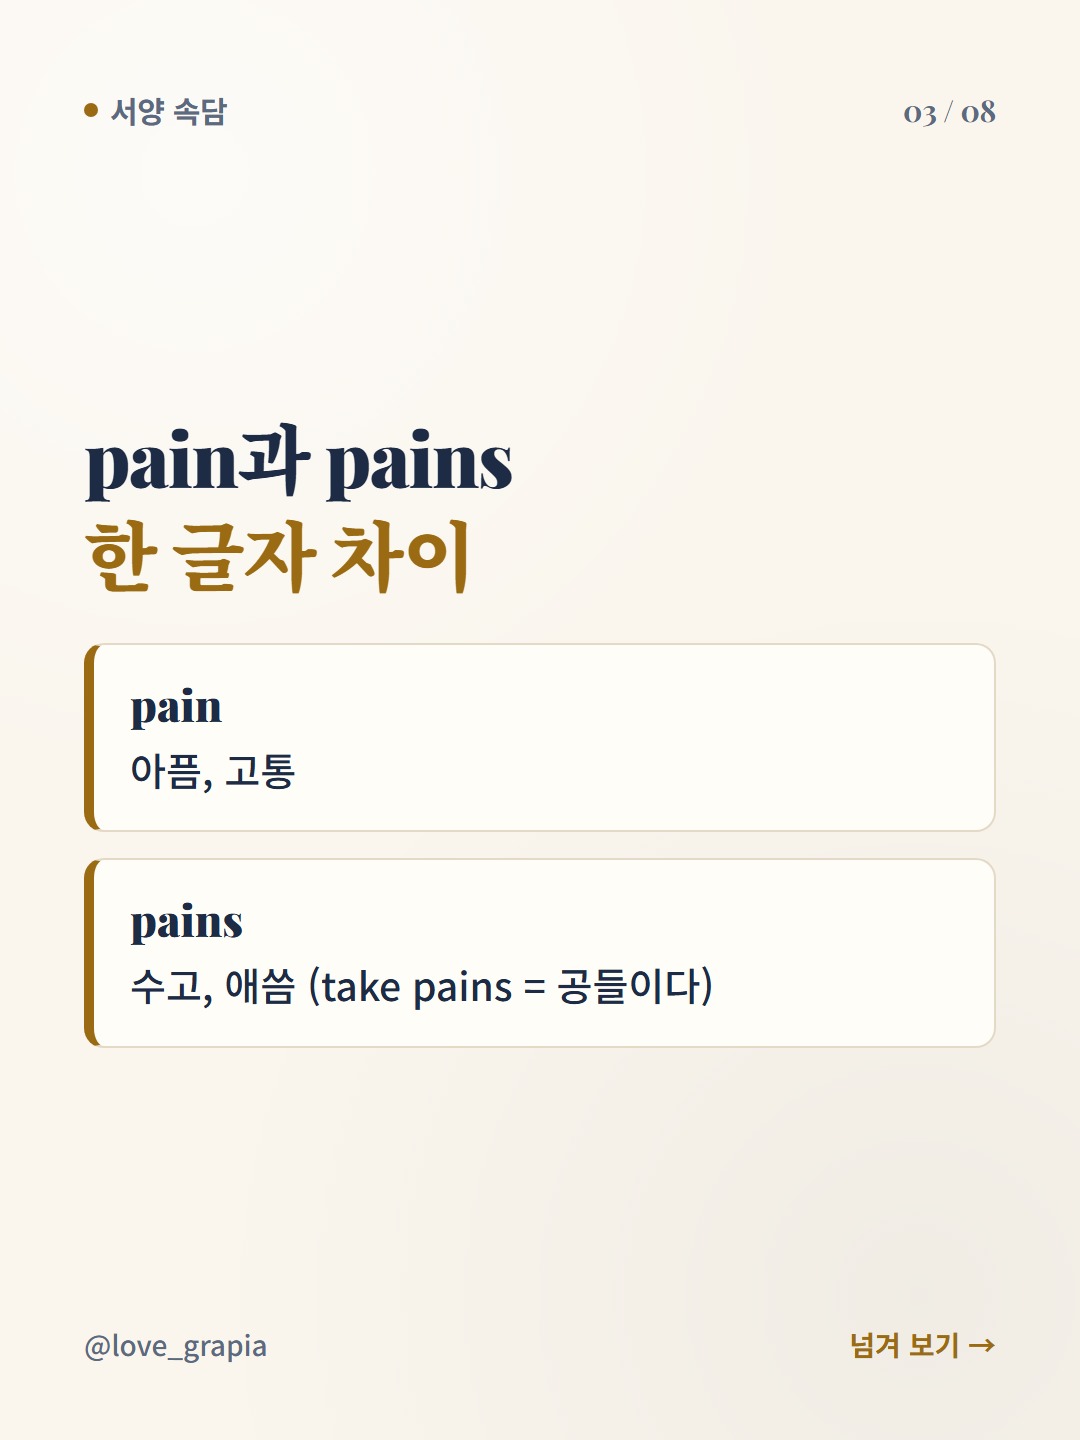 서양 속담
03 / 08
pain과 pains
한 글자 차이
pain
아픔, 고통
pains
수고, 애씀 (take pains = 공들이다)
@love_grapia
넘겨 보기 →